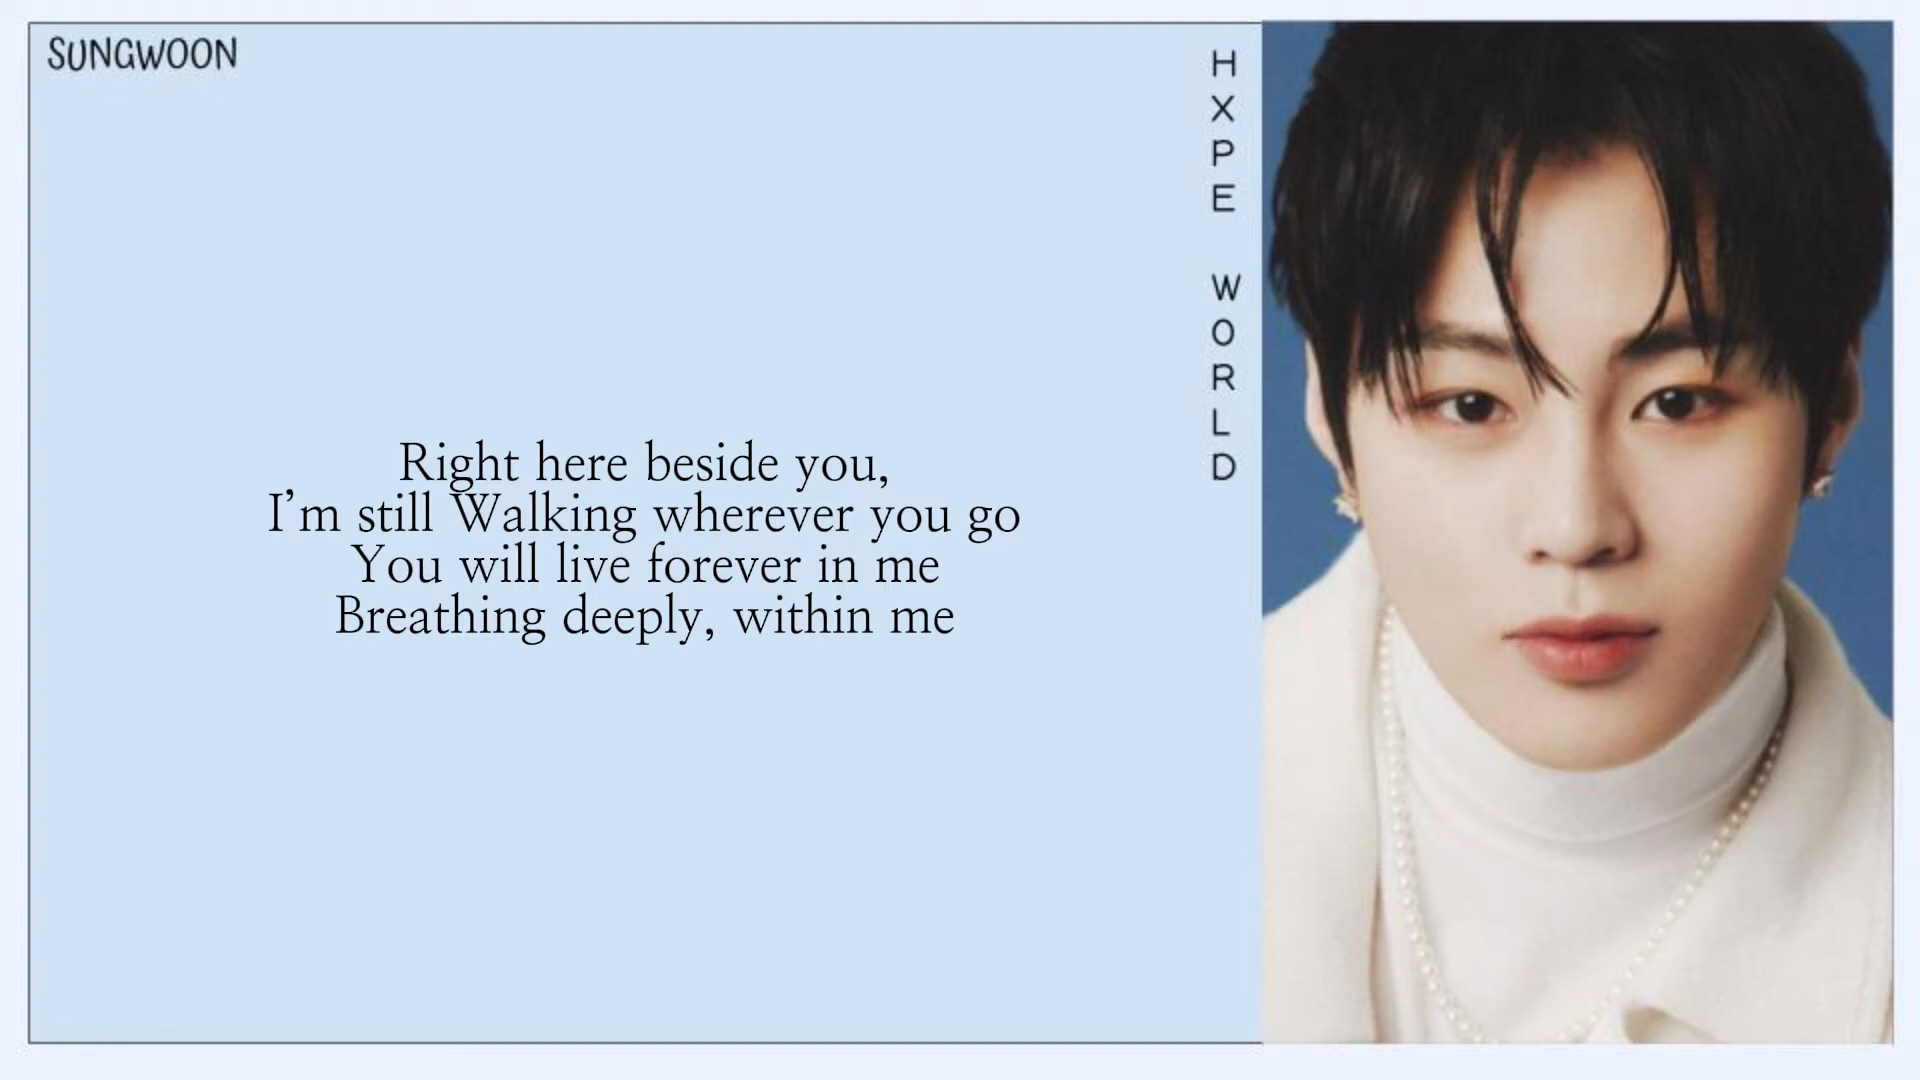 SUNGWOON
HXPE WORLD
Right here beside you,
I'm still Walking wherever you go
You will live forever in me
Breathing deeply, within me